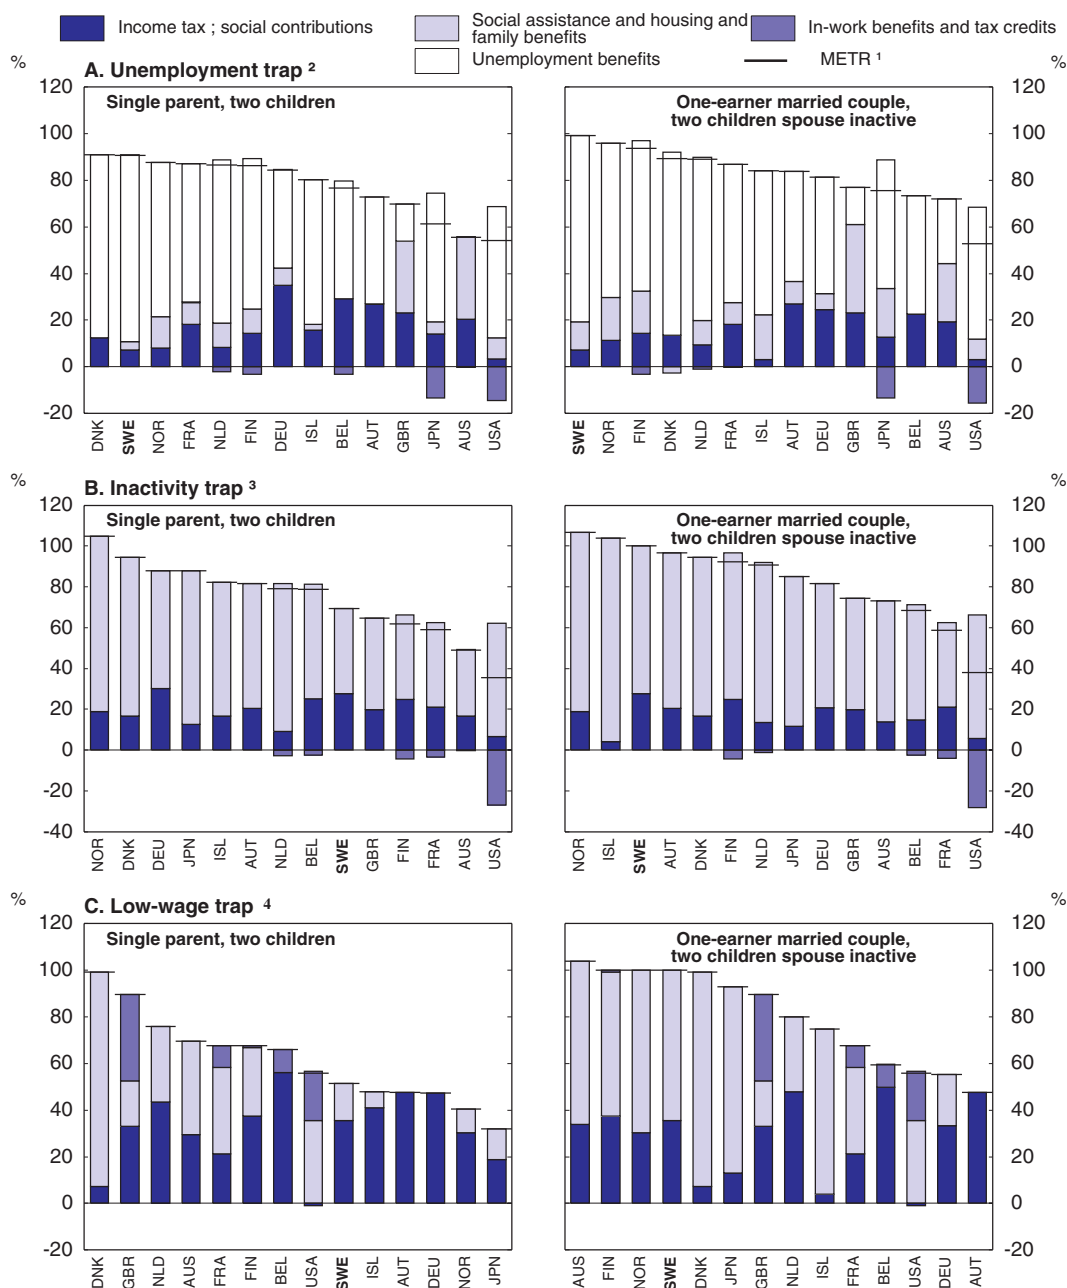 Income tax ; social contributions
Social assistance and housing and
family benefits
In-work benefits and tax credits
Unemployment benefits
METR ¹
%
%
A. Unemployment trap ²
Single parent, two children
One-earner married couple,
two children spouse inactive
120
100
80
60
40
20
0
-20
120
100
80
60
40
20
0
-20
DNK SWE NOR FRA NLD FIN DEU ISL BEL AUT GBR JPN AUS USA
SWE NOR FIN DNK NLD FRA ISL AUT DEU GBR JPN BEL AUS USA
%
%
B. Inactivity trap ³
Single parent, two children
One-earner married couple,
two children spouse inactive
120
100
80
60
40
20
0
-20
-40
120
100
80
60
40
20
0
-20
-40
NOR DNK DEU JPN ISL AUT NLD BEL SWE GBR FIN FRA AUS USA
NOR ISL SWE AUT DNK FIN NLD JPN DEU GBR AUS BEL FRA USA
%
%
C. Low-wage trap ⁴
Single parent, two children
One-earner married couple,
two children spouse inactive
120
100
80
60
40
20
0
-20
120
100
80
60
40
20
0
-20
DNK GBR NLD AUS FRA FIN BEL USA SWE ISL AUT DEU NOR JPN
AUS FIN NOR SWE DNK JPN GBR NLD ISL FRA BEL USA DEU AUT